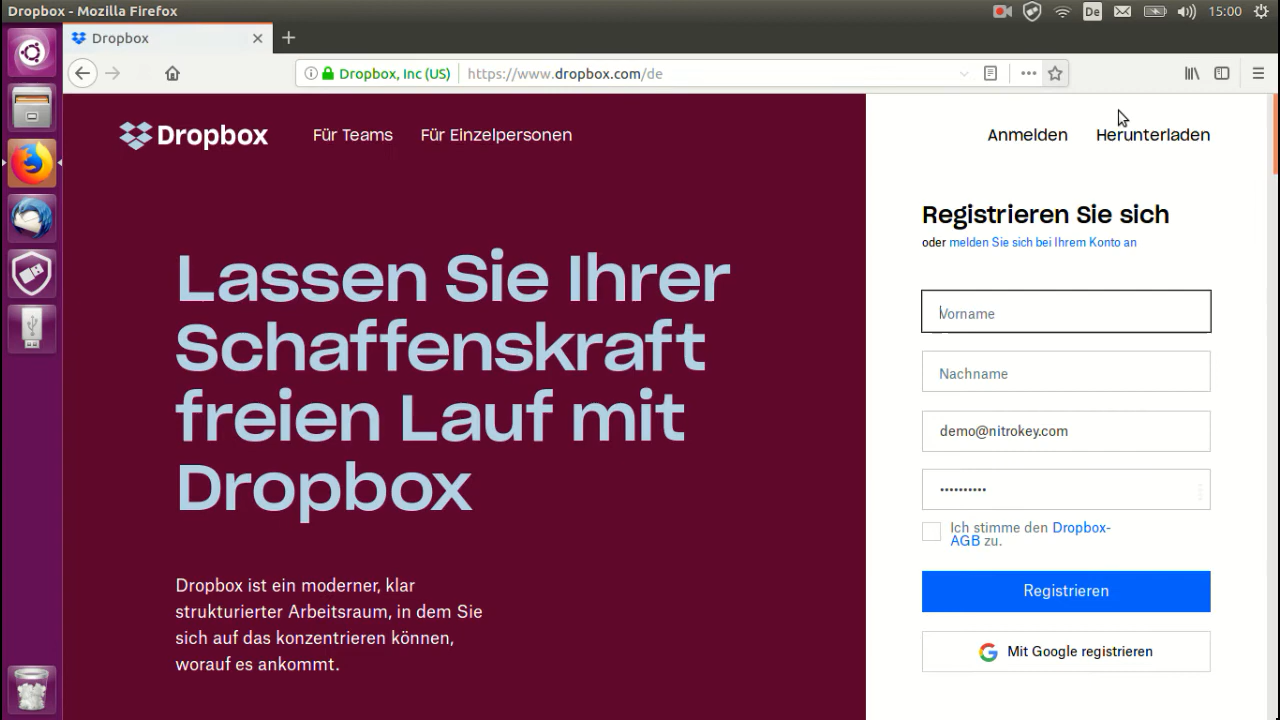 Dropbox - Mozilla Firefox
De
15:00
Dropbox
Dropbox, Inc (US)
https://www.dropbox.com/de
Dropbox
Für Teams
Für Einzelpersonen
Anmelden
Herunterladen
Lassen Sie Ihrer
Schaffenskraft
freien Lauf mit
Dropbox
Dropbox ist ein moderner, klar
strukturierter Arbeitsraum, in dem Sie
sich auf das konzentrieren können,
worauf es ankommt.
Registrieren Sie sich
oder melden Sie sich bei Ihrem Konto an
Vorname
Nachname
demo@nitrokey.com
••••••••••
Ich stimme den Dropbox-
AGB zu.
Registrieren
Mit Google registrieren